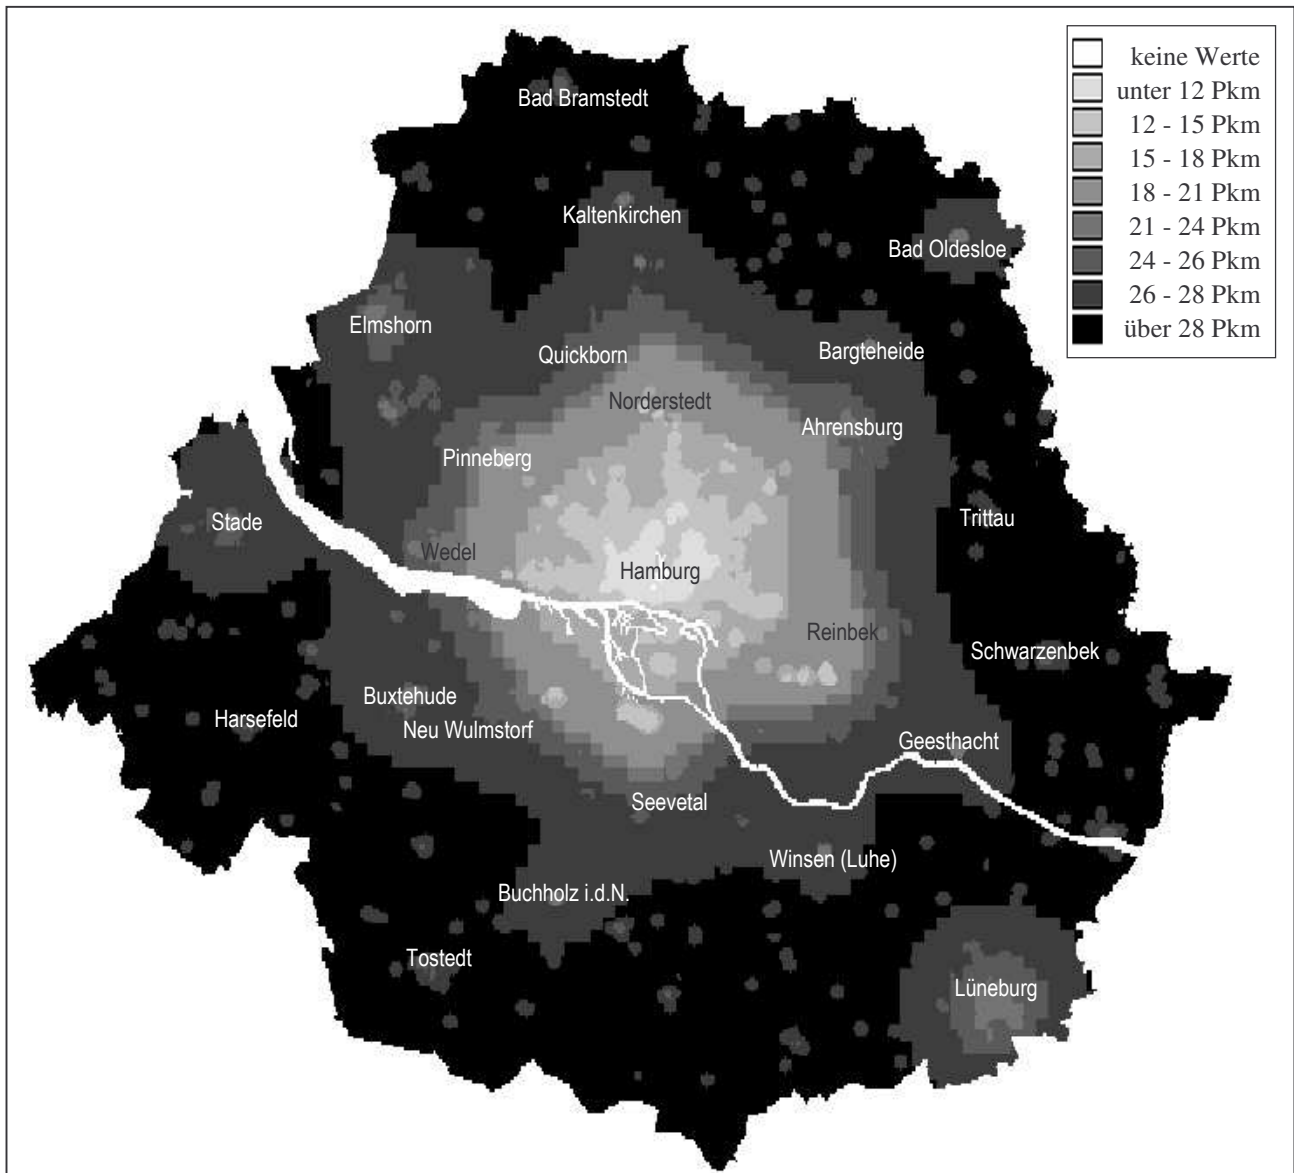 keine Werte
unter 12 Pkm
12 - 15 Pkm
15 - 18 Pkm
18 - 21 Pkm
21 - 24 Pkm
24 - 26 Pkm
26 - 28 Pkm
über 28 Pkm
Bad Bramstedt
Kaltenkirchen
Bad Oldesloe
Elmshorn
Quickborn
Bargteheide
Norderstedt
Ahrensburg
Pinneberg
Stade
Trittau
Wedel
Hamburg
Reinbek
Schwarzenbek
Buxtehude
Harsefeld
Neu Wulmstorf
Geesthacht
Seevetal
Winsen (Luhe)
Buchholz i.d.N.
Tostedt
Lüneburg